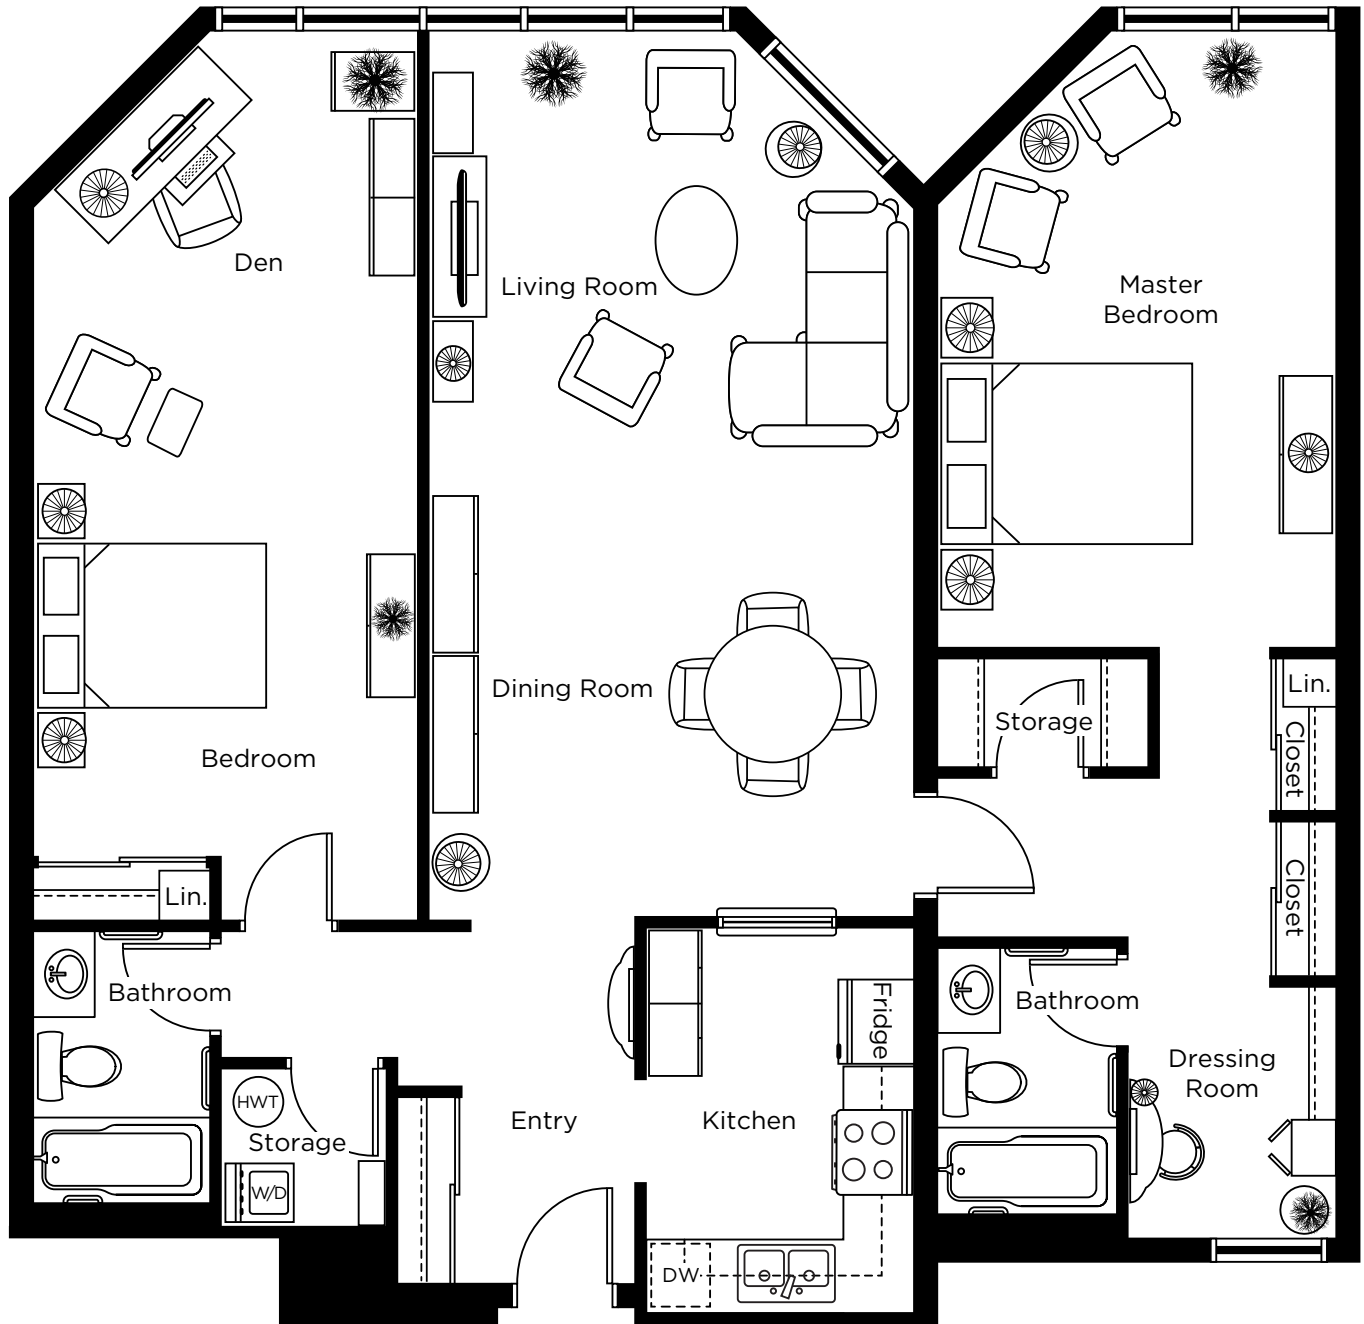 Den
Living Room
Master
Bedroom
Dining Room
Lin.
Storage
Closet
Bedroom
Closet
Lin.
Bathroom
Fridge
Bathroom
Dressing
Room
HWT
Storage
Entry
Kitchen
W/D
DW